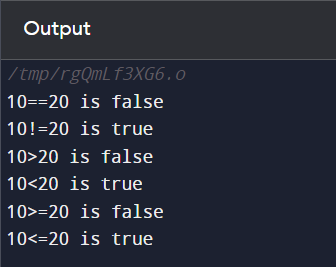 Output
/tmp/rgQmLf3XG6.o
10==20 is false
10!=20 is true
10>20 is false
10<20 is true
10>=20 is false
10<=20 is true